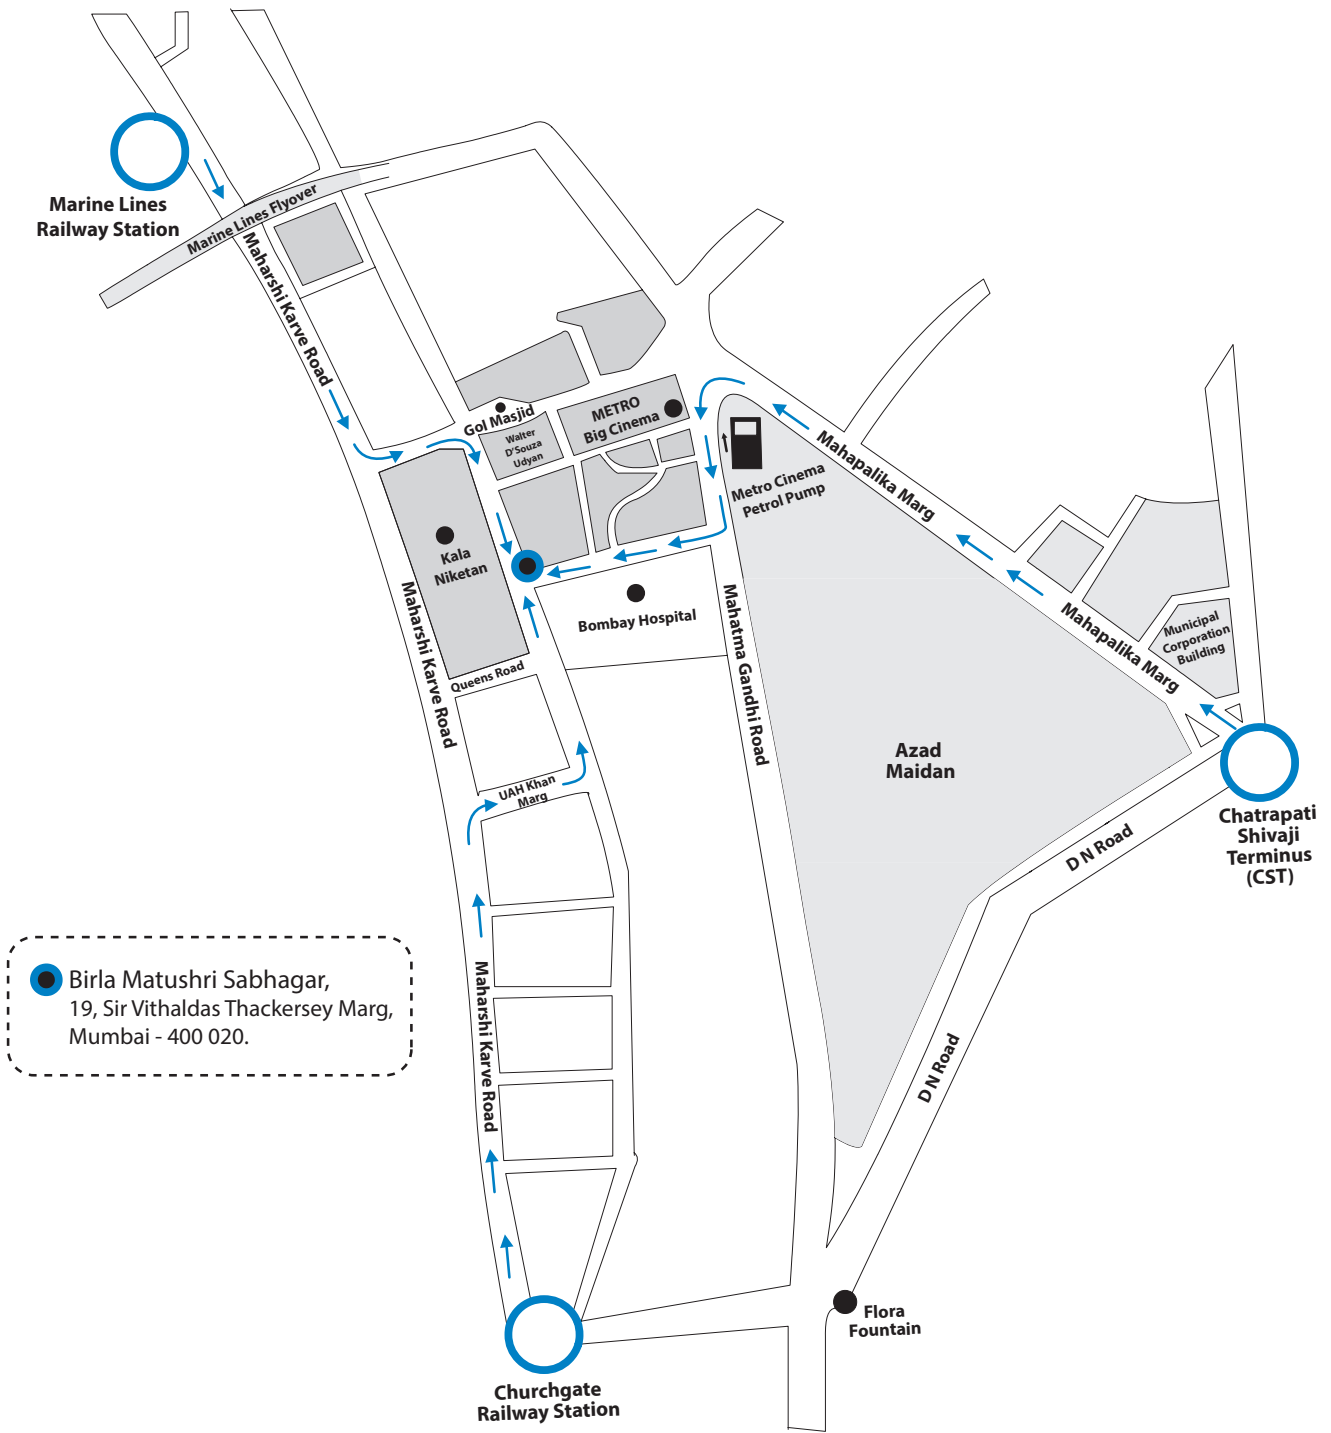 Marine Lines
Railway Station
Marine Lines Flyover
Maharshi Karve Road
Gol Masjid
Walter
D'Souza
Udyan
METRO
Big Cinema
Metro Cinema
Petrol Pump
Mahapalika Marg
Kala
Niketan
Bombay Hospital
Maharshi Karve Road
Queens Road
Mahatma Gandhi Road
Mahapalika Marg
Municipal
Corporation
Building
UAH Khan
Marg
Azad
Maidan
Chatrapati
Shivaji
Terminus
(CST)
D N Road
Birla Matushri Sabhagar,
19, Sir Vithaldas Thackersey Marg,
Mumbai - 400 020.
Maharshi Karve Road
D N Road
Flora
Fountain
Churchgate
Railway Station